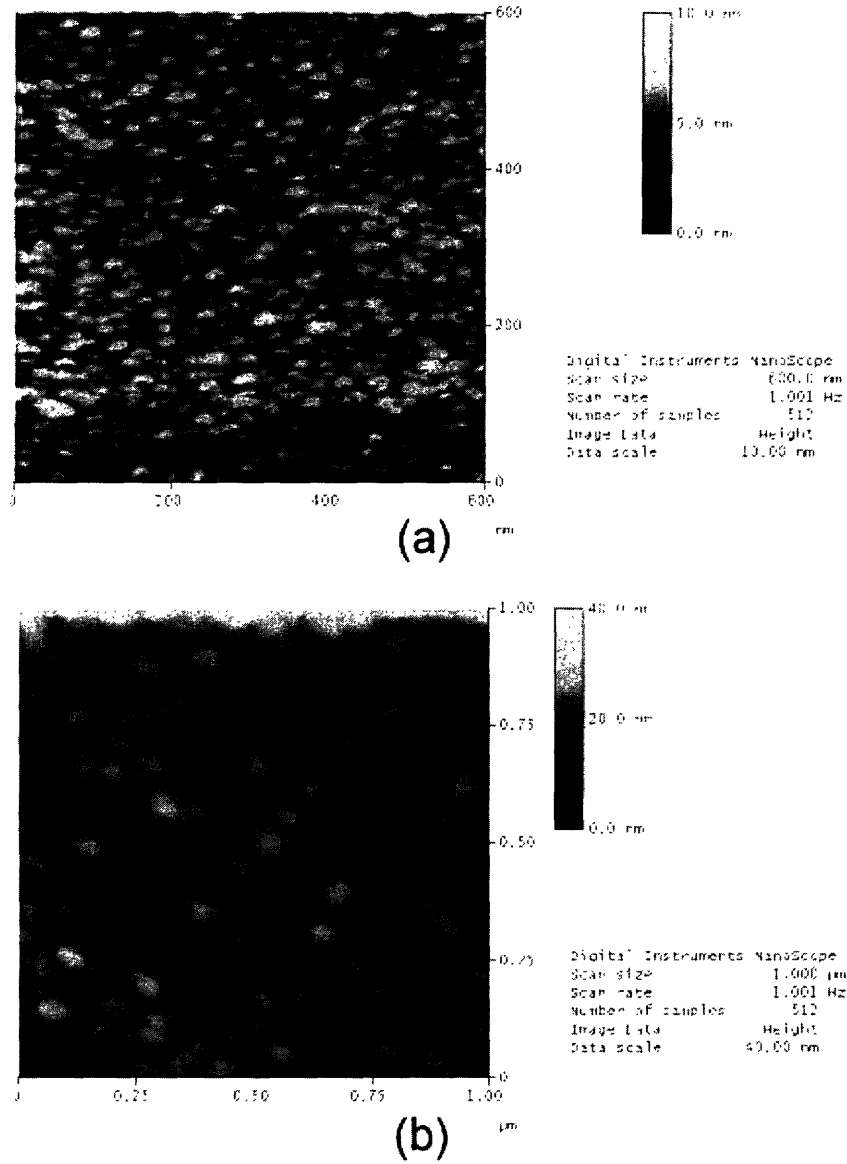 600
400
200
0
0
200
400
600
nm
10.0 nm
5.0 nm
0.0 nm
Digital Instruments NanoScope
Scan size 600.0 nm
Scan rate 1.001 Hz
Number of samples 512
Image Data Height
Data scale 10.00 nm
(a)
1.00
0.75
0.50
0.25
0
0
0.25
0.50
0.75
1.00
µm
40.0 nm
20.0 nm
0.0 nm
Digital Instruments NanoScope
Scan size 1.000 µm
Scan rate 1.001 Hz
Number of samples 512
Image Data Height
Data scale 40.00 nm
(b)